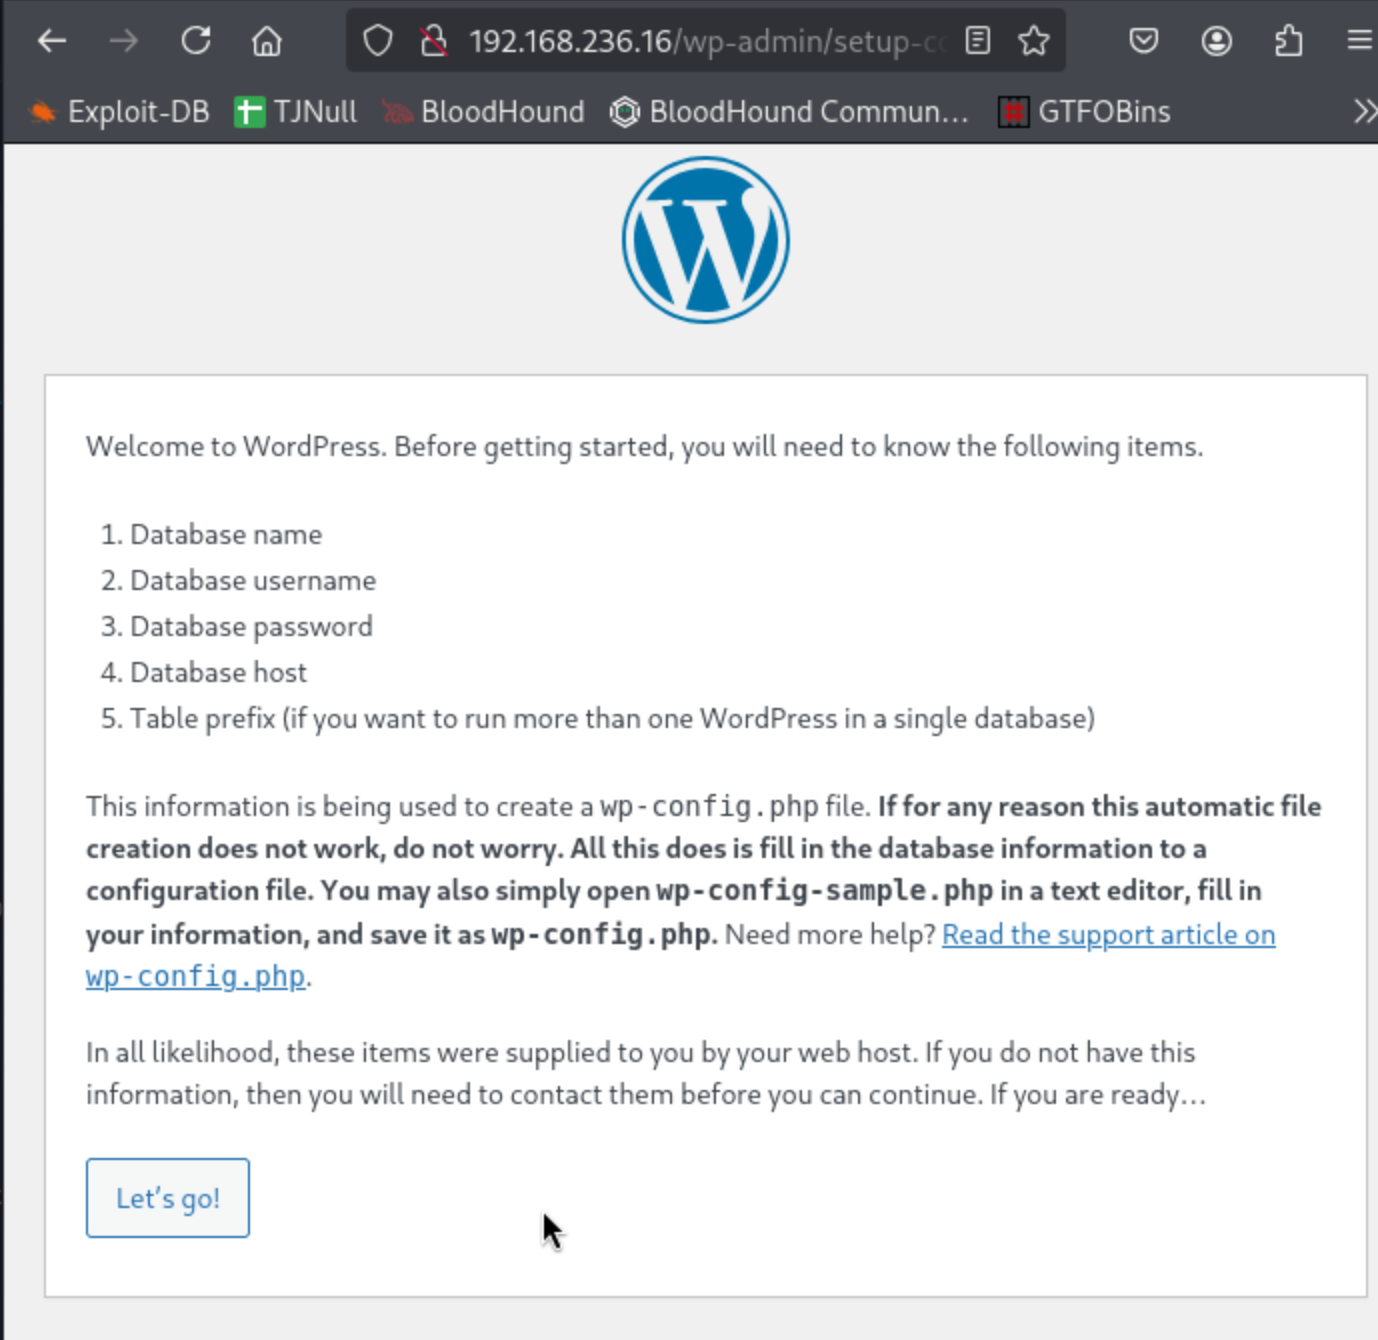 192.168.236.16/wp-admin/setup-co
Exploit-DB TJNull BloodHound BloodHound Commun… GTFOBins
Welcome to WordPress. Before getting started, you will need to know the following items.
1. Database name
2. Database username
3. Database password
4. Database host
5. Table prefix (if you want to run more than one WordPress in a single database)
This information is being used to create a wp-config.php file. If for any reason this automatic file
creation does not work, do not worry. All this does is fill in the database information to a
configuration file. You may also simply open wp-config-sample.php in a text editor, fill in
your information, and save it as wp-config.php. Need more help? Read the support article on
wp-config.php.
In all likelihood, these items were supplied to you by your web host. If you do not have this
information, then you will need to contact them before you can continue. If you are ready…
Let’s go!